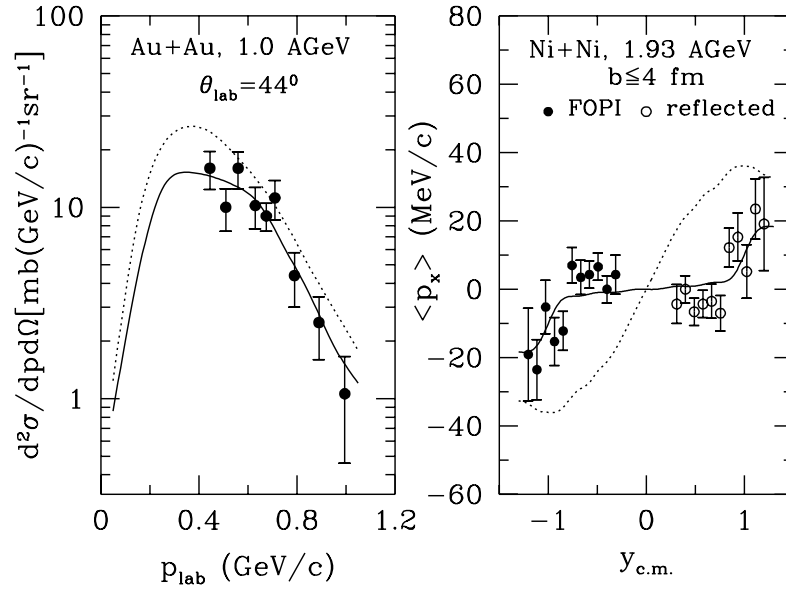 Au+Au, 1.0 AGeV
θlab=44⁰
d²σ/dpdΩ[mb(GeV/c)⁻¹sr⁻¹]
100
10
1
0
0.4
0.8
1.2
plab (GeV/c)
Ni+Ni, 1.93 AGeV
b≦4 fm
● FOPI ○ reflected
<px> (MeV/c)
80
60
40
20
0
−20
−40
−60
−1
0
1
yc.m.